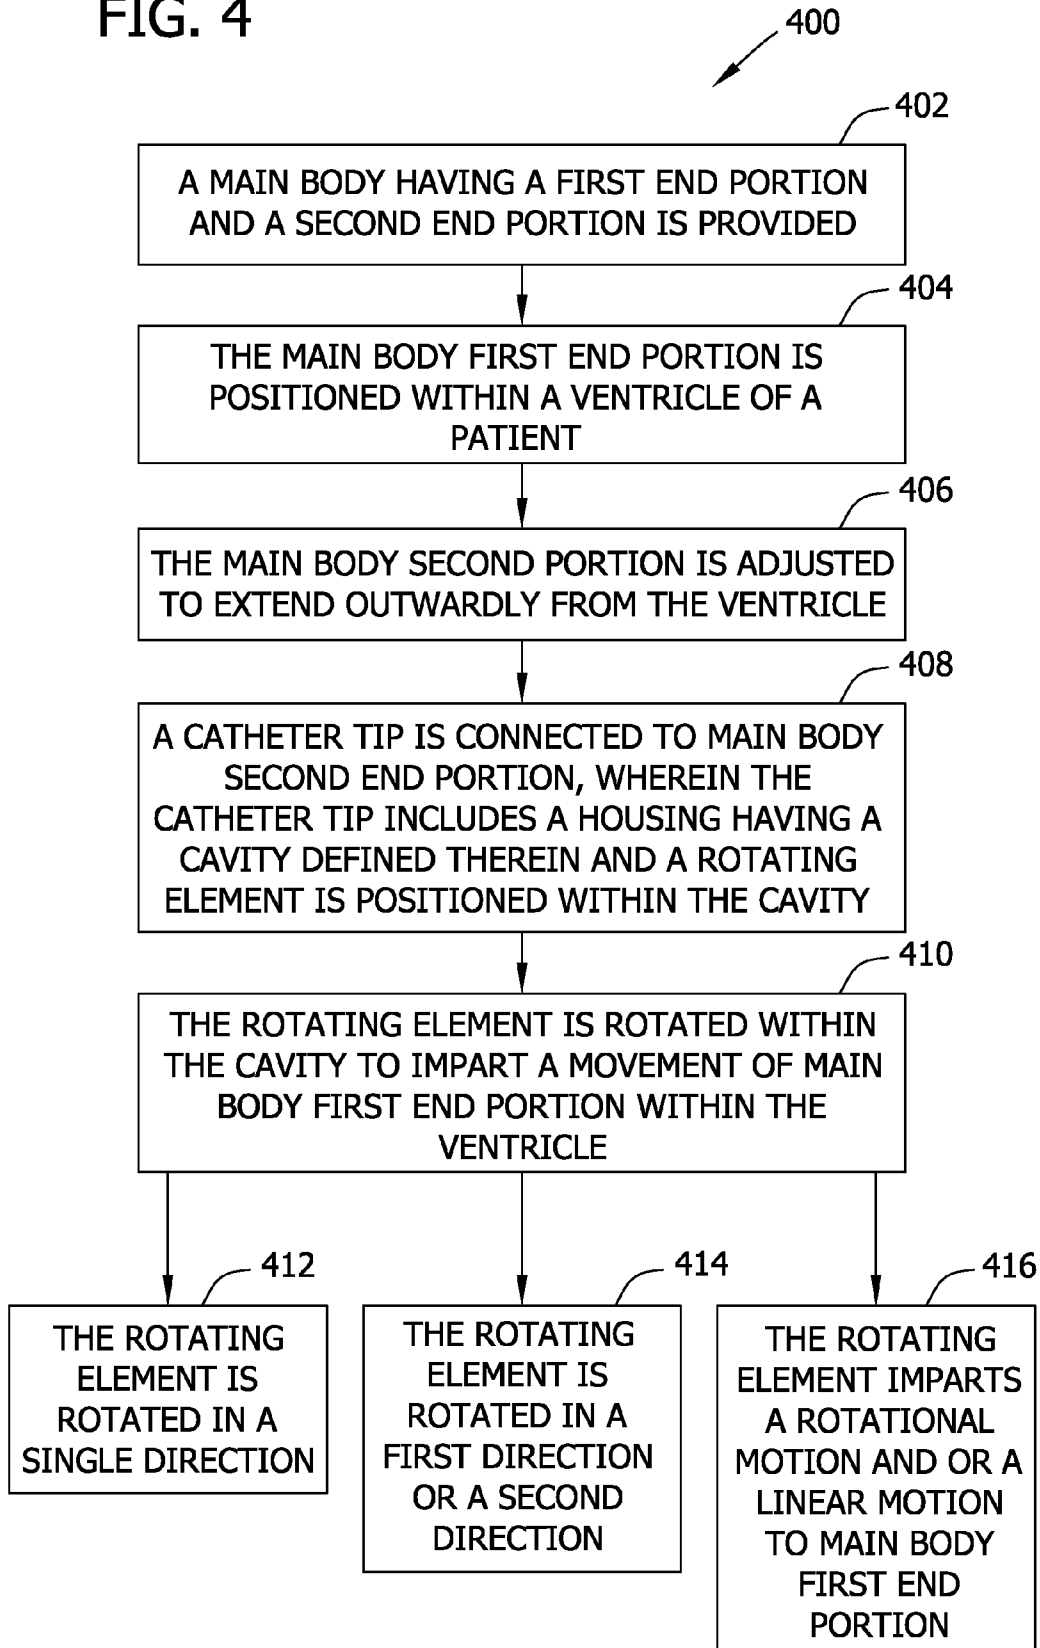 FIG. 4
400
402
A MAIN BODY HAVING A FIRST END PORTION
AND A SECOND END PORTION IS PROVIDED
404
THE MAIN BODY FIRST END PORTION IS
POSITIONED WITHIN A VENTRICLE OF A
PATIENT
406
THE MAIN BODY SECOND PORTION IS ADJUSTED
TO EXTEND OUTWARDLY FROM THE VENTRICLE
408
A CATHETER TIP IS CONNECTED TO MAIN BODY
SECOND END PORTION, WHEREIN THE
CATHETER TIP INCLUDES A HOUSING HAVING A
CAVITY DEFINED THEREIN AND A ROTATING
ELEMENT IS POSITIONED WITHIN THE CAVITY
410
THE ROTATING ELEMENT IS ROTATED WITHIN
THE CAVITY TO IMPART A MOVEMENT OF MAIN
BODY FIRST END PORTION WITHIN THE
VENTRICLE
412
THE ROTATING
ELEMENT IS
ROTATED IN A
SINGLE DIRECTION
414
THE ROTATING
ELEMENT IS
ROTATED IN A
FIRST DIRECTION
OR A SECOND
DIRECTION
416
THE ROTATING
ELEMENT IMPARTS
A ROTATIONAL
MOTION AND OR A
LINEAR MOTION
TO MAIN BODY
FIRST END
PORTION